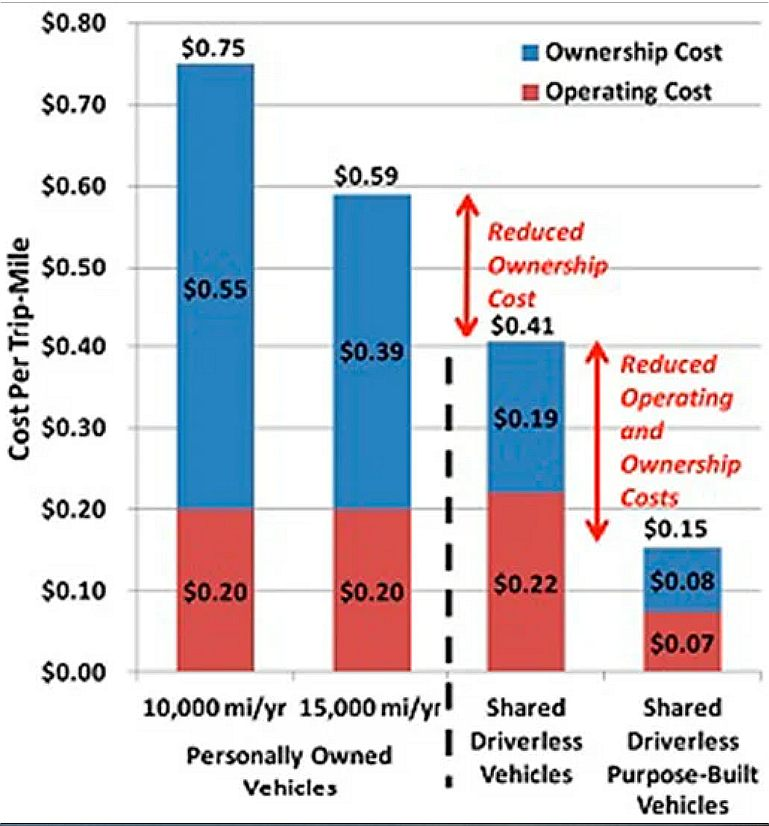 $0.80
$0.70
$0.60
$0.50
$0.40
$0.30
$0.20
$0.10
$0.00
Cost Per Trip-Mile
Ownership Cost
Operating Cost
$0.75
$0.55
$0.20
$0.59
$0.39
$0.20
Reduced
Ownership
Cost
$0.41
$0.19
$0.22
Reduced
Operating
and
Ownership
Costs
$0.15
$0.08
$0.07
10,000 mi/yr
15,000 mi/yr
Personally Owned
Vehicles
Shared
Driverless
Vehicles
Shared
Driverless
Purpose-Built
Vehicles